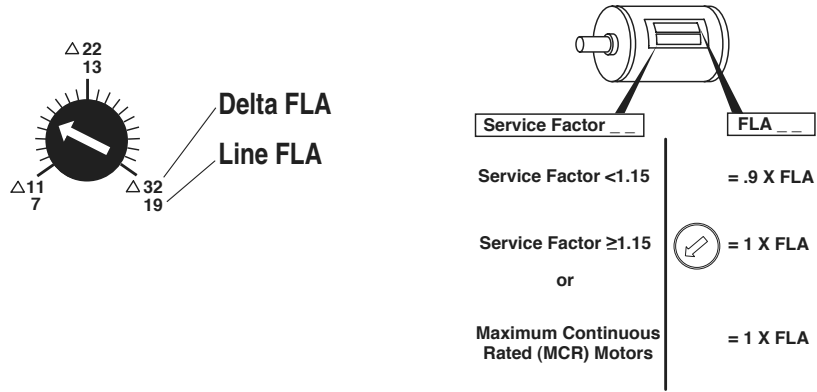 △ 22
13
Delta FLA
Line FLA
△ 11
7
△ 32
19
Service Factor _ _
FLA _ _
Service Factor <1.15
= .9 X FLA
Service Factor ≥1.15
= 1 X FLA
or
Maximum Continuous
Rated (MCR) Motors
= 1 X FLA